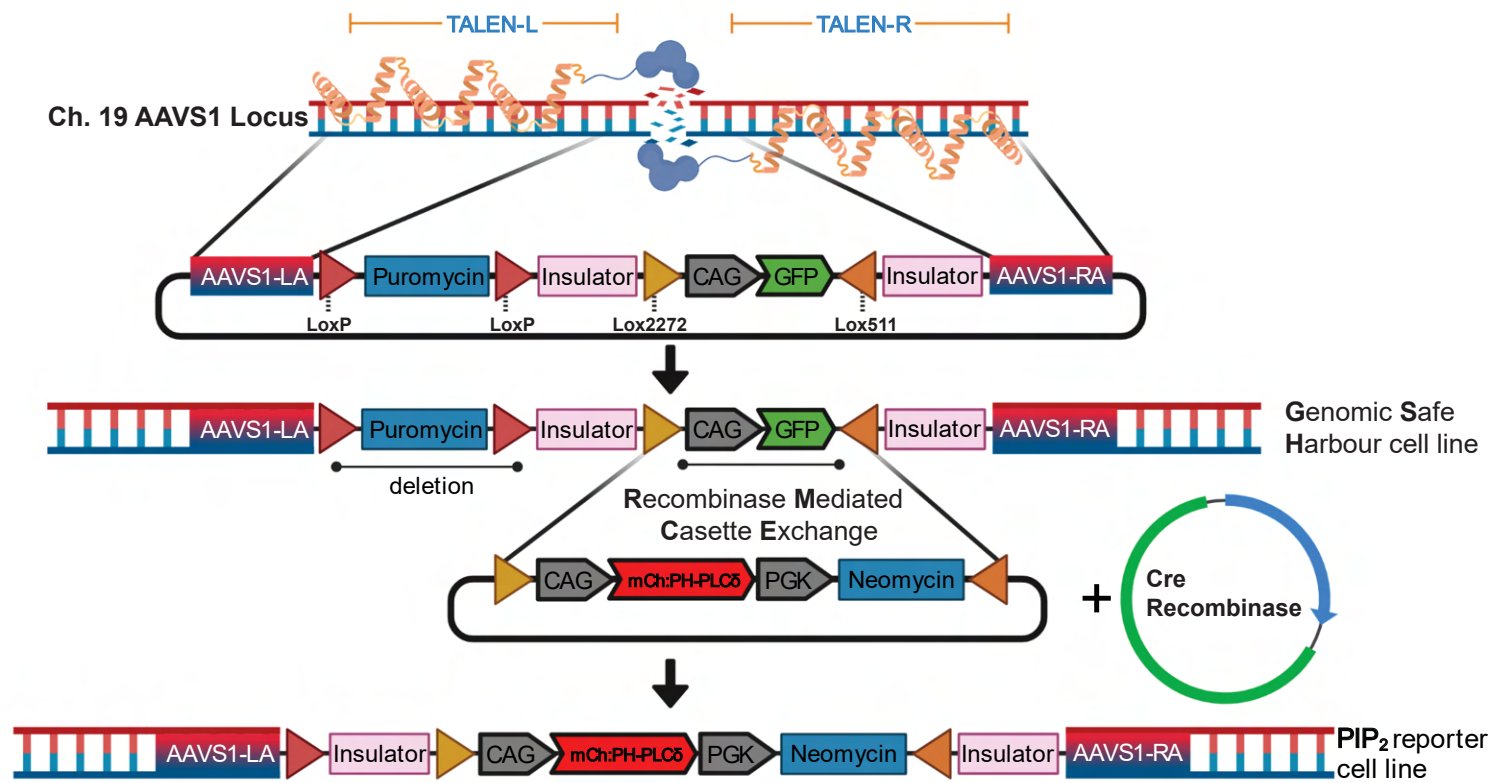 TALEN-L
TALEN-R
Ch. 19 AAVS1 Locus
AAVS1-LA
Puromycin
Insulator
CAG
GFP
Insulator
AAVS1-RA
LoxP
LoxP
Lox2272
Lox511
AAVS1-LA
Puromycin
Insulator
CAG
GFP
Insulator
AAVS1-RA
Genomic Safe
Harbour cell line
deletion
Recombinase Mediated
Casette Exchange
CAG
mCh:PH-PLCδ
PGK
Neomycin
+
Cre
Recombinase
AAVS1-LA
Insulator
CAG
mCh:PH-PLCδ
PGK
Neomycin
Insulator
AAVS1-RA
PIP₂ reporter
cell line